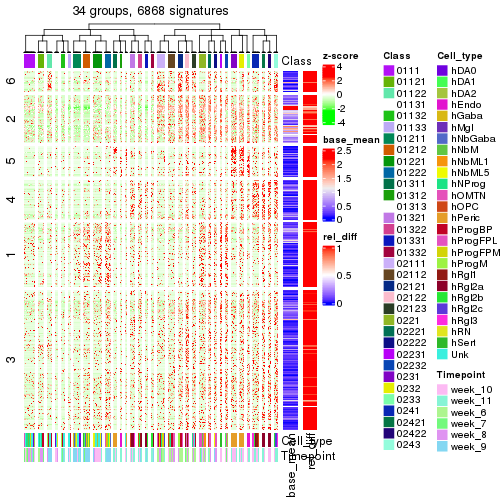 34 groups, 6868 signatures
Class
6
2
5
4
1
3
Cell_type
Timepoint
base_mean
rel_diff
z-score
4
2
0
-2
-4
base_mean
2.5
2
1.5
1
0.5
0
rel_diff
1
0.5
0
Class
0111
01121
01122
01131
01132
01133
01211
01212
01221
01222
01311
01312
01313
01321
01322
01331
01332
02111
02112
02121
02122
02123
0221
02221
02222
02231
02232
0231
0232
0233
0241
02421
02422
0243
Cell_type
hDA0
hDA1
hDA2
hEndo
hGaba
hMgl
hNbGaba
hNbM
hNbML1
hNbML5
hNProg
hOMTN
hOPC
hPeric
hProgBP
hProgFPL
hProgFPM
hProgM
hRgl1
hRgl2a
hRgl2b
hRgl2c
hRgl3
hRN
hSert
Unk
Timepoint
week_10
week_11
week_6
week_7
week_8
week_9